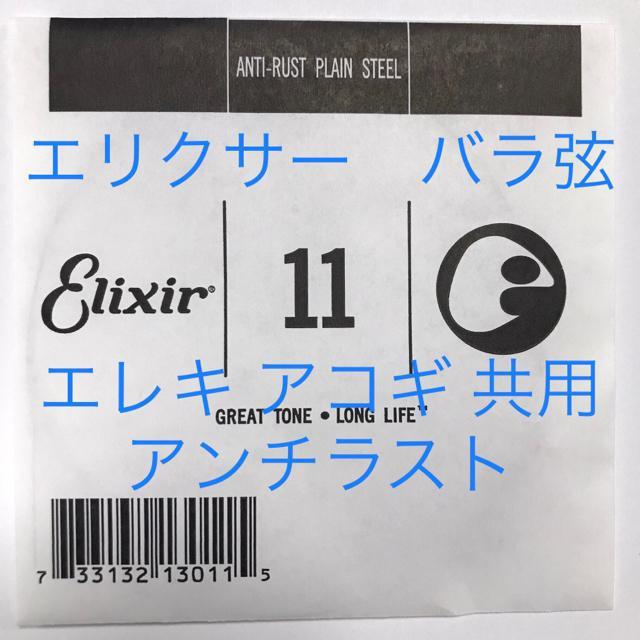 ANTI-RUST PLAIN STEEL
エリクサー　バラ弦
Elixir® 11
エレキ アコギ 共用
GREAT TONE • LONG LIFE™
アンチラスト
7 33132 13011 5